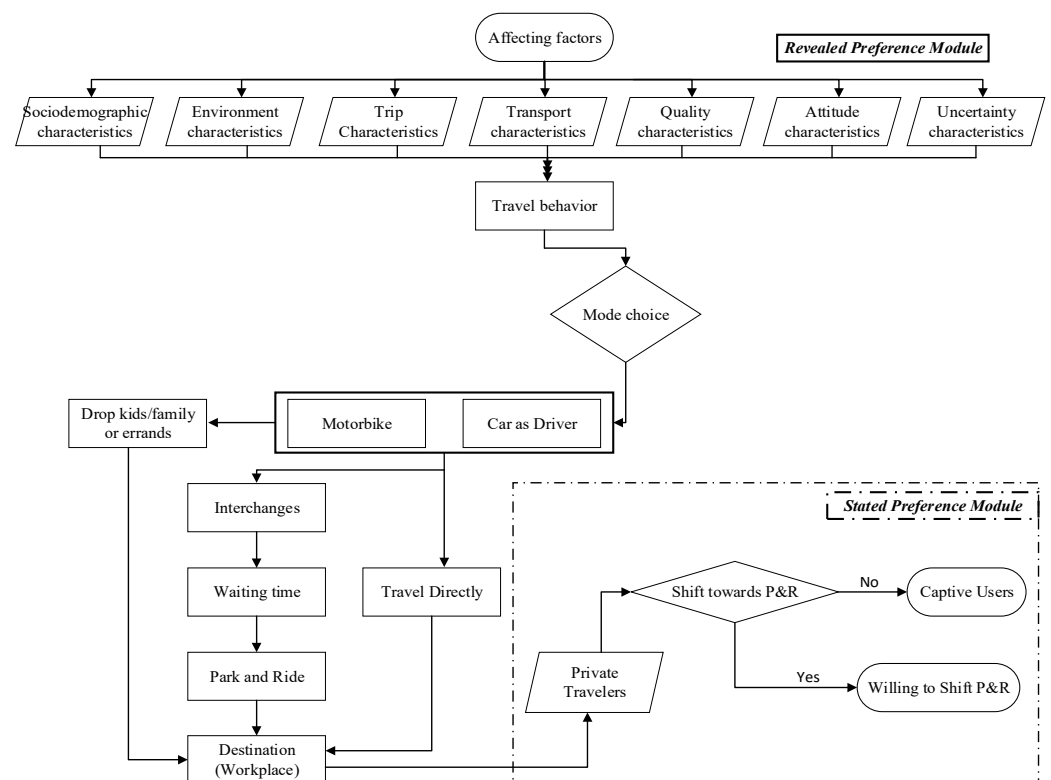 Affecting factors
Revealed Preference Module
Sociodemographic
characteristics
Environment
characteristics
Trip
Characteristics
Transport
characteristics
Quality
characteristics
Attitude
characteristics
Uncertainty
characteristics
Travel behavior
Mode choice
Drop kids/family
or errands
Motorbike
Car as Driver
Interchanges
Stated Preference Module
Waiting time
Travel Directly
Shift towards P&R
No
Captive Users
Park and Ride
Private
Travelers
Yes
Willing to Shift P&R
Destination
(Workplace)